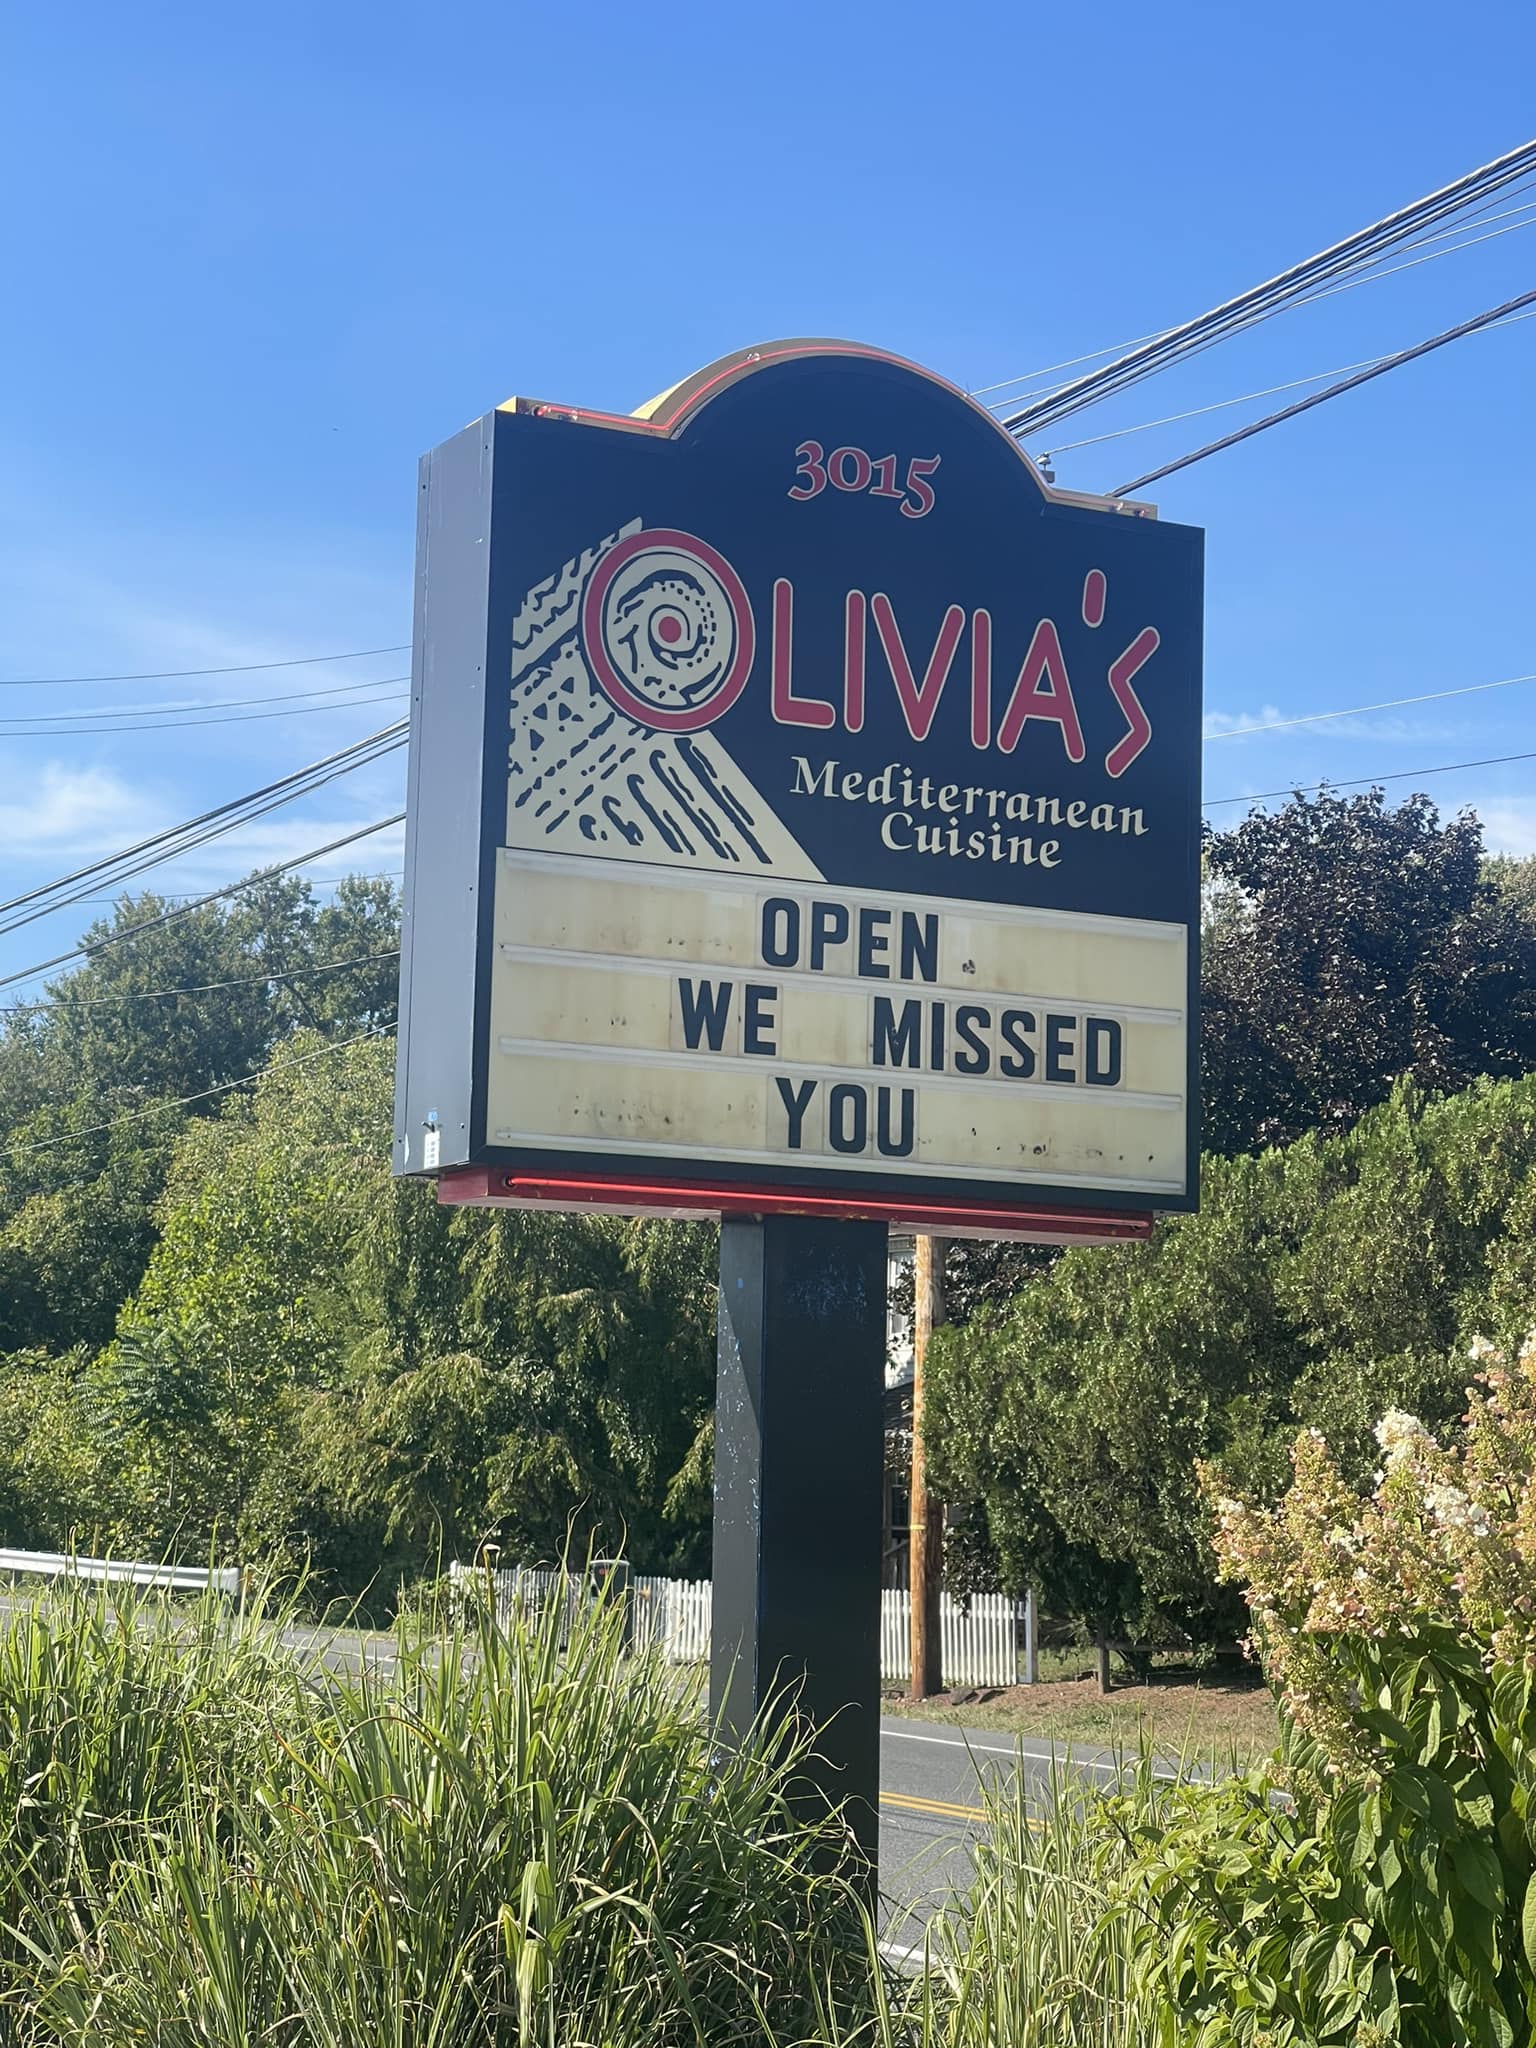 3015
OLIVIA'S
Mediterranean
Cuisine
OPEN
WE MISSED
YOU